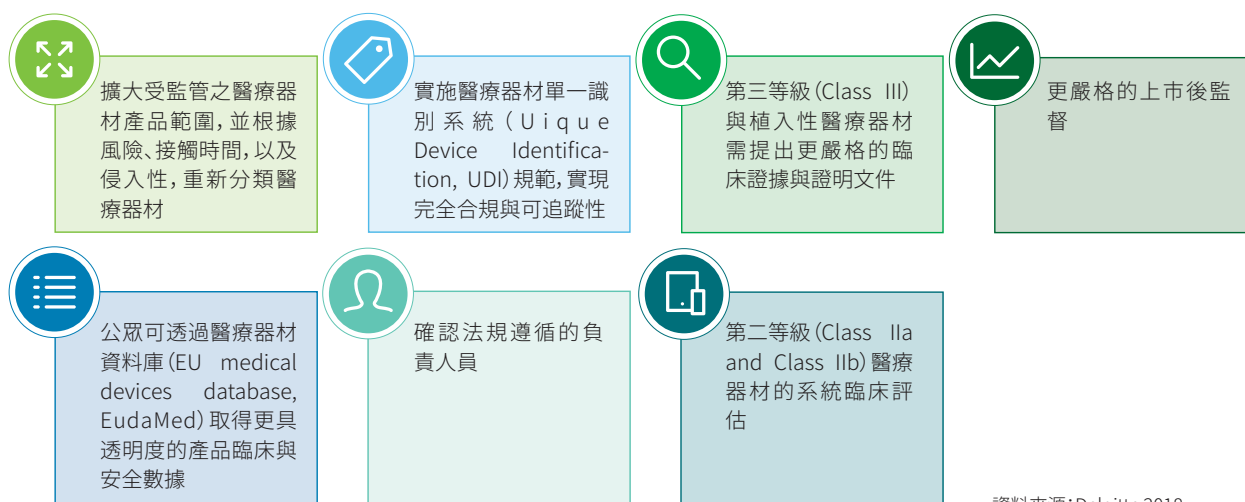 擴大受監管之醫療器
材產品範圍，並根據
風險、接觸時間，以及
侵入性，重新分類醫
療器材
實施醫療器材單一識
別系統（Uique
Device Identifica-
tion, UDI）規範，實現
完全合規與可追蹤性
第三等級（Class III）
與植入性醫療器材
需提出更嚴格的臨
床證據與證明文件
更嚴格的上市後監
督
公眾可透過醫療器材
資料庫（EU medical
devices database,
EudaMed）取得更具
透明度的產品臨床與
安全數據
確認法規遵循的負
責人員
第二等級（Class IIa
and Class IIb）醫療
器材的系統臨床評
估
資料來源：Deloitte 2019